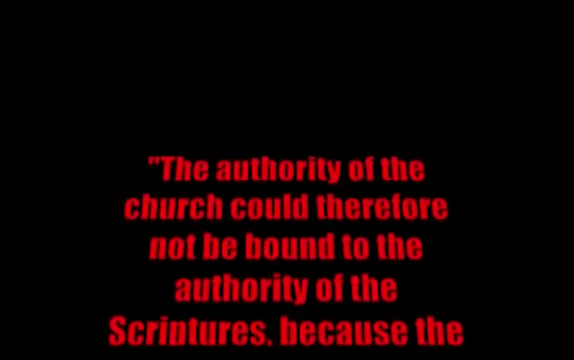 "The authority of the
church could therefore
not be bound to the
authority of the
Scriptures, because the